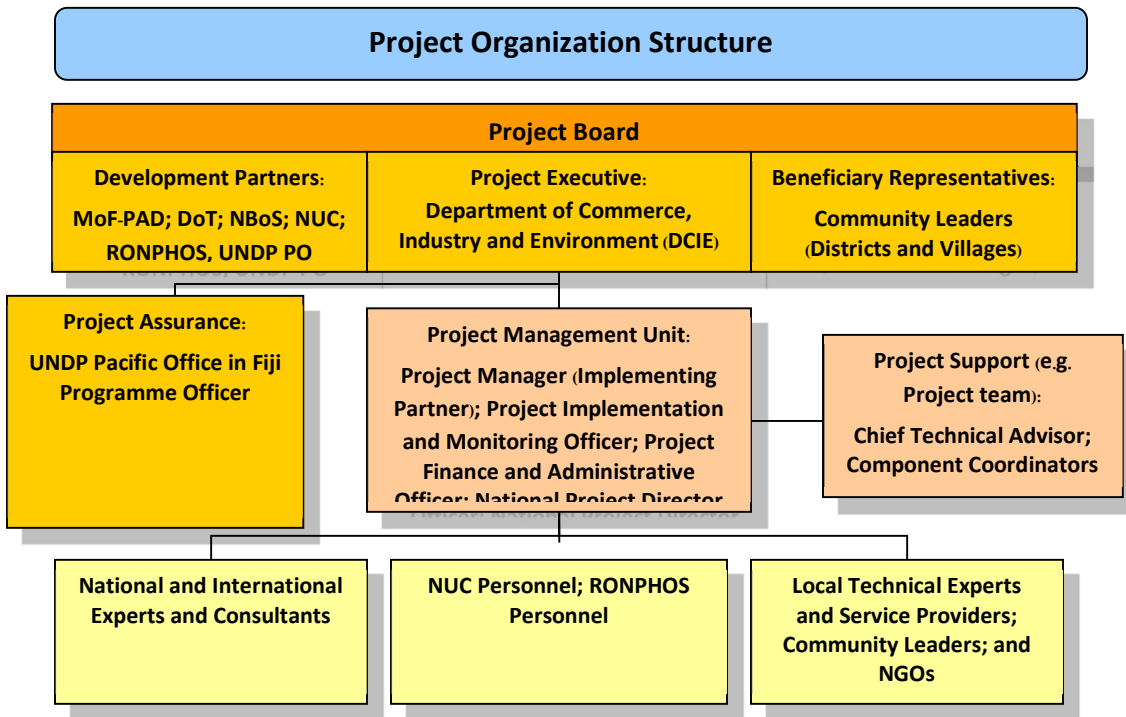 Project Organization Structure
Project Board
Development Partners:
MoF-PAD; DoT; NBoS; NUC;
RONPHOS, UNDP PO
Project Executive:
Department of Commerce,
Industry and Environment (DCIE)
Beneficiary Representatives:
Community Leaders
(Districts and Villages)
Project Assurance:
UNDP Pacific Office in Fiji
Programme Officer
Project Management Unit:
Project Manager (Implementing
Partner); Project Implementation
and Monitoring Officer; Project
Finance and Administrative
Officer; National Project Director
Project Support (e.g.
Project team):
Chief Technical Advisor;
Component Coordinators
National and International
Experts and Consultants
NUC Personnel; RONPHOS
Personnel
Local Technical Experts
and Service Providers;
Community Leaders; and
NGOs